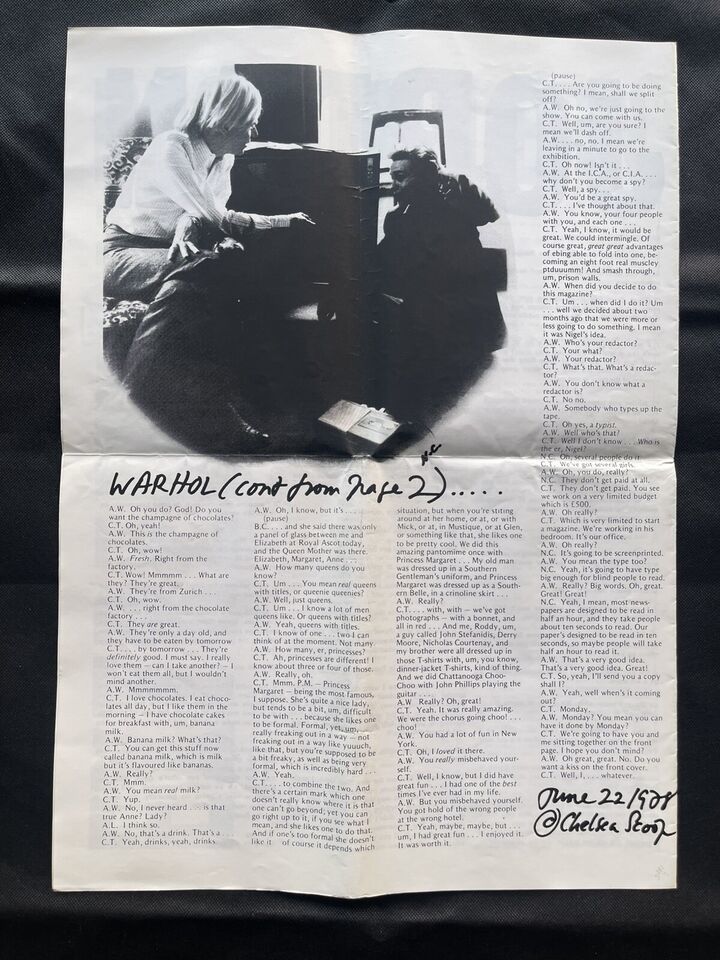 N.C.
WARHOL (cont from Page 2).....
A.W. Oh you do? God! Do you
want the champagne of chocolates?
C.T. Oh, yeah!
A.W. This is the champagne of
chocolates.
C.T. Oh, wow!
A.W. Fresh. Right from the
factory.
C.T. Wow! Mmmmm . . . What are
they? They're great.
A.W. They're from Zurich . . .
C.T. Oh, wow.
A.W. . . . right from the chocolate
factory . . .
C.T. They are great.
A.W. They're only a day old, and
they have to be eaten by tomorrow
C.T. . . . by tomorrow . . . They're
definitely good. I must say. I really
love them — can I take another? — I
won't eat them all, but I wouldn't
mind another.
A.W. Mmmmmmm.
C.T. I love chocolates. I eat choco-
lates all day, but I like them in the
morning — I have chocolate cakes
for breakfast with, um, banana
milk.
A.W. Banana milk? What's that?
C.T. You can get this stuff now
called banana milk, which is milk
but it's flavoured like bananas.
A.W. Really?
C.T. Mmm.
A.W. You mean real milk?
C.T. Yup.
A.W. No, I never heard . . . is that
true Anne? Lady?
A.L. I think so.
A.W. No, that's a drink. That's a . .
C.T. Yeah, drinks, yeah, drinks.
A.W. Oh, I know, but it's . . .
(pause)
B.C. . . . and she said there was only
a panel of glass between me and
Elizabeth at Royal Ascot today,
and the Queen Mother was there.
Elizabeth, Margaret, Anne . . .
A.W. How many queens do you
know?
C.T. Um . . . You mean real queens
with titles, or queenie queenies?
A.W. Well, just queens.
C.T. Um . . . I know a lot of men
queens like. Or queens with titles?
A.W. Yeah, queens with titles.
C.T. I know of one . . . two I can
think of at the moment. Not many.
A.W. How many, er, princesses?
C.T. Ah, princesses are different! I
know about three or four of those.
A.W. Really, oh.
C.T. Mmm. P.M. — Princess
Margaret — being the most famous,
I suppose. She's quite a nice lady,
but tends to be a bit, um, difficult
to be with . . . because she likes one
to be formal. Formal, yet, um,
really freaking out in a way — not
freaking out in a way like yuuuch,
like that, but you're supposed to be
a bit freaky, as well as being very
formal, which is incredibly hard . . .
A.W. Yeah.
C.T. . . . to combine the two. And
there's a certain mark which one
doesn't really know where it is that
one can't go beyond; yet you can
go right up to it, if you see what I
mean, and she likes one to do that.
And if one's too formal she doesn't
like it of course it depends which
situation, but when you're stiting
around at her home, or at, or with
Mick, or at, in Mustique, or at Glen,
or something like that, she likes one
to be pretty cool. We did this
amazing pantomime once with
Princess Margaret . . . My old man
was dressed up in a Southern
Gentleman's uniform, and Princess
Margaret was dressed up as a South-
ern Belle, in a crinoline skirt . . .
A.W. Really?
C.T. . . . with, with — we've got
photographs — with a bonnet, and
all in red . . . And me, Roddy, um,
a guy called John Stefanidis, Derry
Moore, Nicholas Courtenay, and
my brother were all dressed up in
those T-shirts with, um, you know,
dinner-jacket T-shirts, kind of thing.
And we did Chattanooga Choo-
Choo with John Phillips playing the
guitar . . .
A.W Really? Oh, great!
C.T. Yeah. It was really amazing.
We were the chorus going choo! . . .
choo!
A.W. You had a lot of fun in New
York.
C.T. Oh, I loved it there.
A.W. You really misbehaved your-
self.
C.T. Well, I know, but I did have
great fun . . . I had one of the best
times I've ever had in my life.
A.W. But you misbehaved yourself.
You got hold of the wrong people
at the wrong hotel.
C.T. Yeah, maybe, maybe, but . . .
um, I had great fun . . . I enjoyed it.
It was worth it.
(pause)
C.T. . . . Are you going to be doing
something? I mean, shall we split
off?
A.W. Oh no, we're just going to the
show. You can come with us.
C.T. Well, um, are you sure? I
mean we'll dash off.
A.W. . . . no, no. I mean we're
leaving in a minute to go to the
exhibition.
C.T. Oh now! Isn't it . . .
A.W. At the I.C.A., or C.I.A. . . .
why don't you become a spy?
C.T. Well, a spy . . .
A.W. You'd be a great spy.
C.T. . . . I've thought about that.
A.W. You know, your four people
with you, and each one . . .
C.T. Yeah, I know, it would be
great. We could intermingle. Of
course great, great great advantages
of ebing able to fold into one, be-
coming an eight foot real muscley
ptduuumm! And smash through,
um, prison walls.
A.W. When did you decide to do
this magazine?
C.T. Um . . . when did I do it? Um
. . . well we decided about two
months ago that we were more or
less going to do something. I mean
it was Nigel's idea.
A.W. Who's your redactor?
C.T. Your what?
A.W. Your redactor?
C.T. What's that. What's a redac-
tor?
A.W. You don't know what a
redactor is?
C.T. No no.
A.W. Somebody who types up the
tape.
C.T. Oh yes, a typist.
A.W. Well who's that?
C.T. Well I don't know . . . Who is
the er, Nigel?
N.C. Oh, several people do it.
C.T. We've got several girls.
A.W. Oh, you do, really?
N.C. They don't get paid at all.
C.T. They don't get paid. You see
we work on a very limited budget
which is £500.
A.W. Oh really?
C.T. Which is very limited to start
a magazine. We're working in his
bedroom. It's our office.
A.W. Oh really?
N.C. It's going to be screenprinted.
A.W. You mean the type too?
N.C. Yeah, it's going to have type
big enough for blind people to read.
A.W. Really? Big words. Oh, great.
Great! Great!
N.C. Yeah, I mean, most news-
papers are designed to be read in
half an hour, and they take people
about ten seconds to read. Our
paper's designed to be read in ten
seconds, so maybe people will take
half an hour to read it.
A.W. That's a very good idea.
That's a very good idea. Great!
C.T. So, yeah, I'll send you a copy
shall I?
A.W. Yeah, well when's it coming
out?
C.T. Monday.
A.W. Monday? You mean you can
have it done by Monday?
C.T. We're going to have you and
me sitting together on the front
page. I hope you don't mind?
A.W. Oh great, great. No. Do you
want a kiss on the front cover.
C.T. Well, I, . . . whatever.
June 22/1978
© Chelsea Scoop